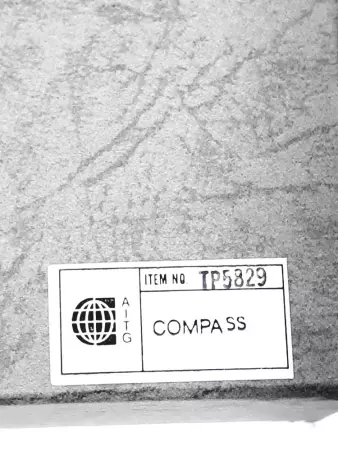 ITEM NO. TP5829
AITG
COMPASS